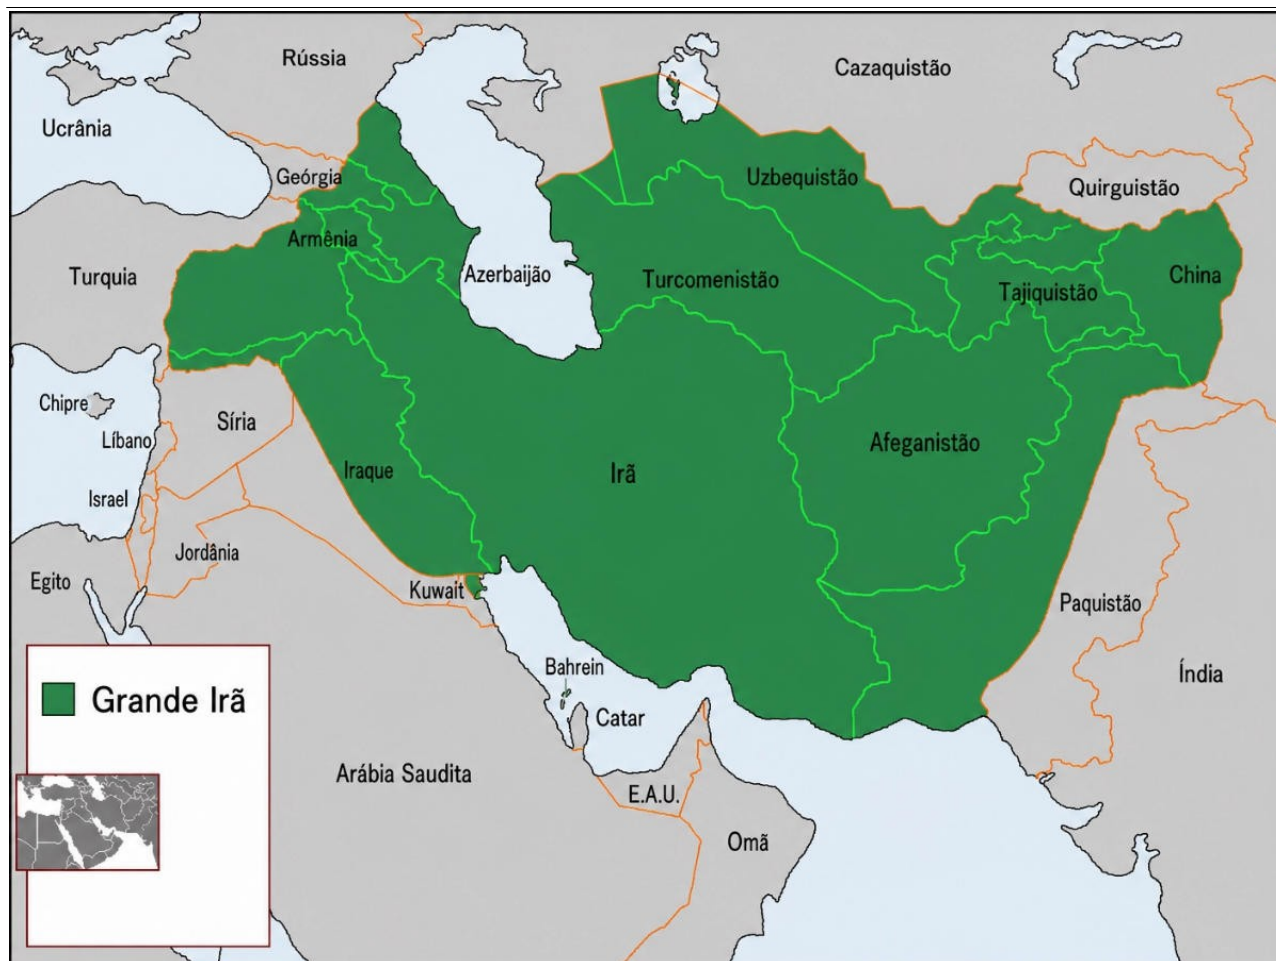 Rússia
Cazaquistão
Ucrânia
Geórgia
Uzbequistão
Quirguistão
Armênia
Turquia
Azerbaijão
Turcomenistão
Tajiquistão
China
Chipre
Síria
Líbano
Afeganistão
Iraque
Irã
Israel
Jordânia
Egito
Kuwait
Paquistão
Bahrein
Índia
Grande Irã
Catar
Arábia Saudita
E.A.U.
Omã